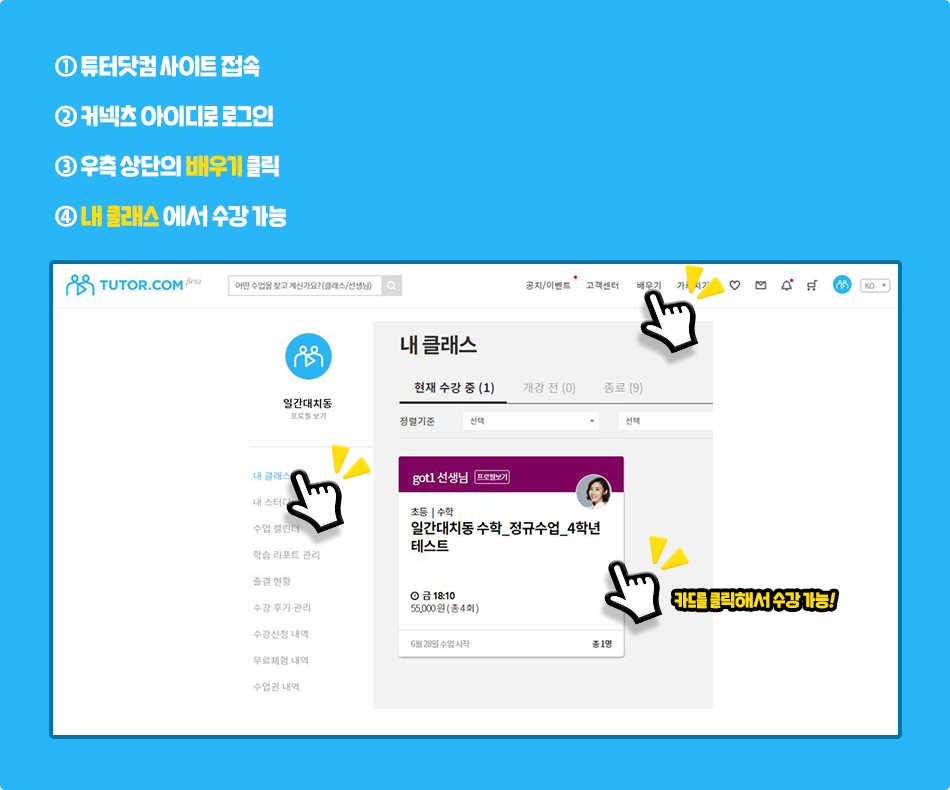 ① 튜터닷컴 사이트 접속
② 커넥츠 아이디로 로그인
③ 우측 상단의 배우기 클릭
④ 내 클래스 에서 수강 가능
TUTOR.COM Beta
어떤 수업을 찾고 계신가요? (클래스/선생님)
공지/이벤트 고객센터 배우기
KO
일간대치동
프로필 보기
내 클래스
내 스터디
수업 캘린더
학습 리포트 관리
출결 현황
수강 후기 관리
수강신청 내역
무료체험 내역
수업권 내역
내 클래스
현재 수강 중 (1) 개강 전 (0) 종료 (9)
정렬기준 선택 선택
got1 선생님 프로필보기
초등 | 수학
일간대치동 수학_정규수업_4학년
테스트
금 18:10
55,000원 ( 총 4회 )
6월 28일 수업 시작 총 1명
카드를 클릭해서 수강 가능!